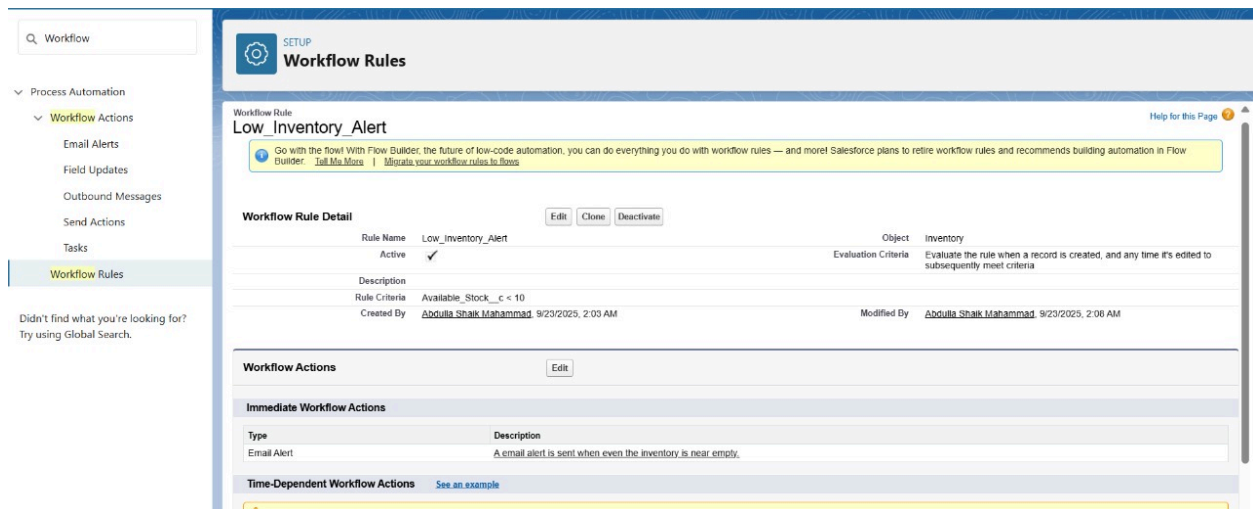 Workflow
Process Automation
Workflow Actions
Email Alerts
Field Updates
Outbound Messages
Send Actions
Tasks
Workflow Rules
Didn't find what you're looking for?
Try using Global Search.
SETUP
Workflow Rules
Workflow Rule
Low_Inventory_Alert
Help for this Page
Go with the flow! With Flow Builder, the future of low-code automation, you can do everything you do with workflow rules — and more! Salesforce plans to retire workflow rules and recommends building automation in Flow
Builder. Tell Me More | Migrate your workflow rules to flows
Workflow Rule Detail Edit Clone Deactivate
Rule Name Low_Inventory_Alert Object Inventory
Active Evaluation Criteria Evaluate the rule when a record is created, and any time it's edited to
subsequently meet criteria
Description
Rule Criteria Available_Stock__c < 10
Created By Abdulla Shaik Mahammad, 9/23/2025, 2:03 AM Modified By Abdulla Shaik Mahammad, 9/23/2025, 2:08 AM
Workflow Actions Edit
Immediate Workflow Actions
Type Description
Email Alert A email alert is sent when even the inventory is near empty.
Time-Dependent Workflow Actions See an example